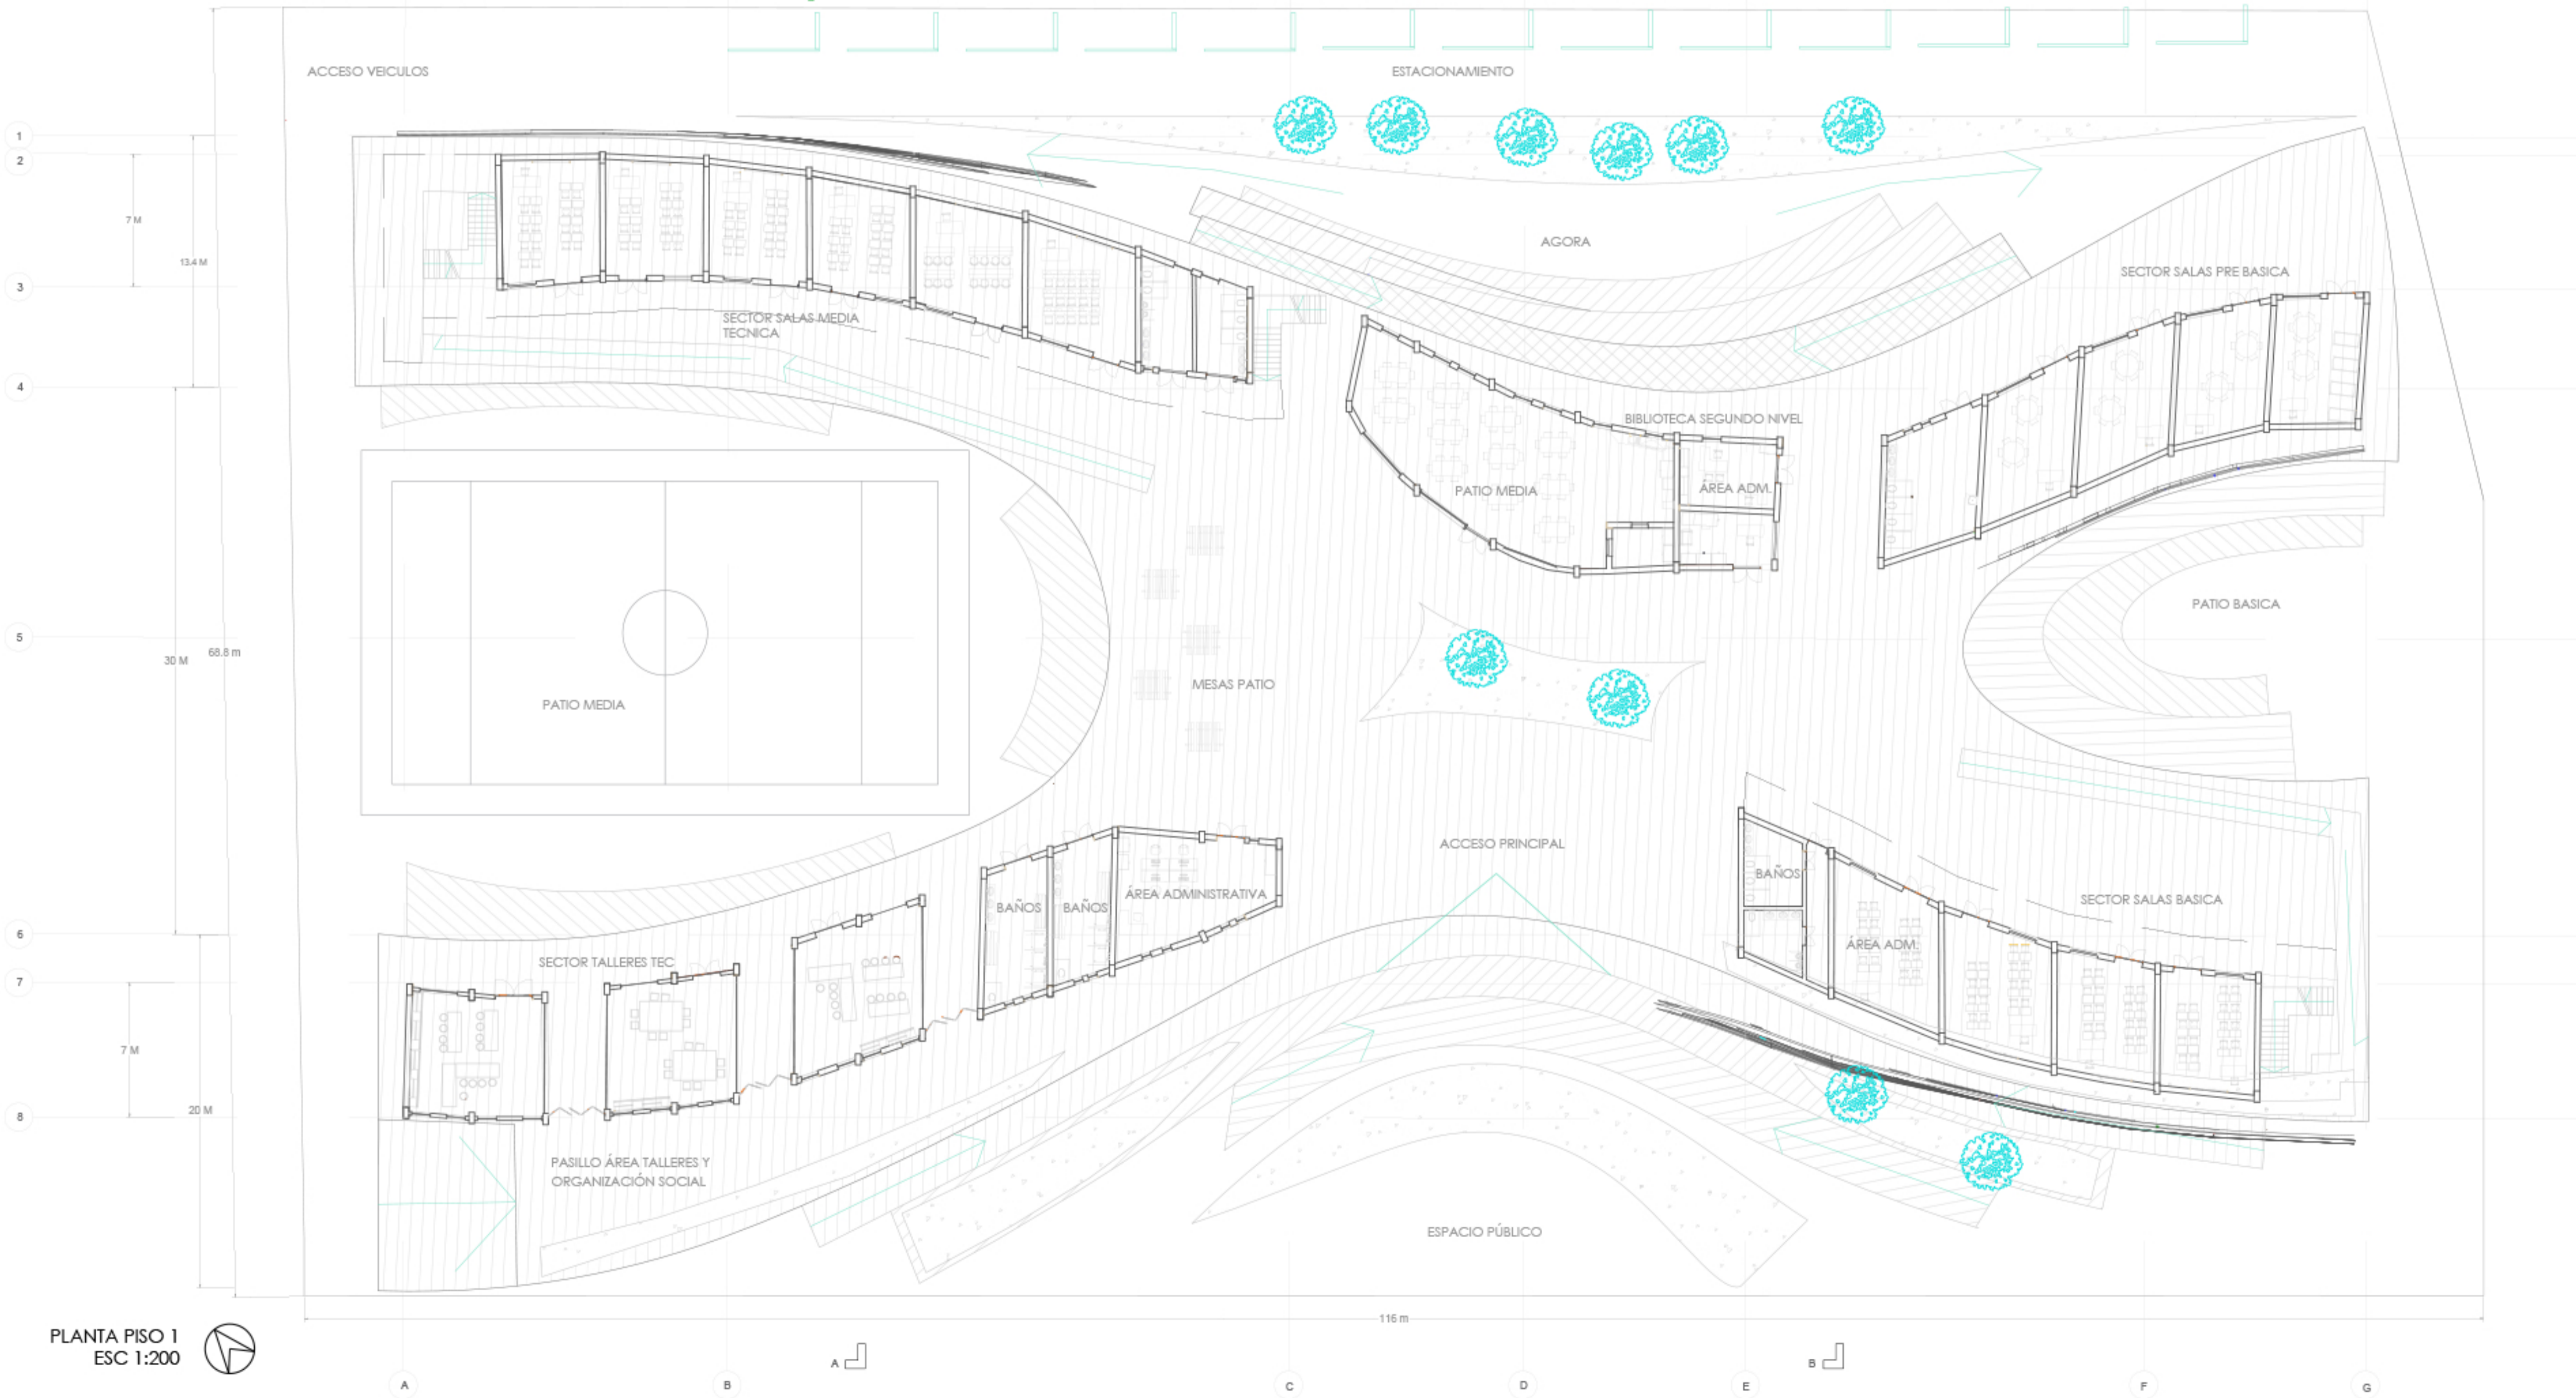 ACCESO VEICULOS
ESTACIONAMIENTO
1
2
7 M
13.4 M
AGORA
SECTOR SALAS PRE BASICA
3
SECTOR SALAS MEDIA
TECNICA
4
BIBLIOTECA SEGUNDO NIVEL
PATIO MEDIA
ÁREA ADM.
PATIO BASICA
5
30 M
68.8 m
MESAS PATIO
PATIO MEDIA
ACCESO PRINCIPAL
BAÑOS
BAÑOS
BAÑOS
ÁREA ADMINISTRATIVA
SECTOR SALAS BASICA
6
ÁREA ADM.
SECTOR TALLERES TEC
7
7 M
20 M
8
PASILLO ÁREA TALLERES Y
ORGANIZACIÓN SOCIAL
ESPACIO PÚBLICO
116 m
PLANTA PISO 1
ESC 1:200
A
B
A
B
C
D
E
F
G